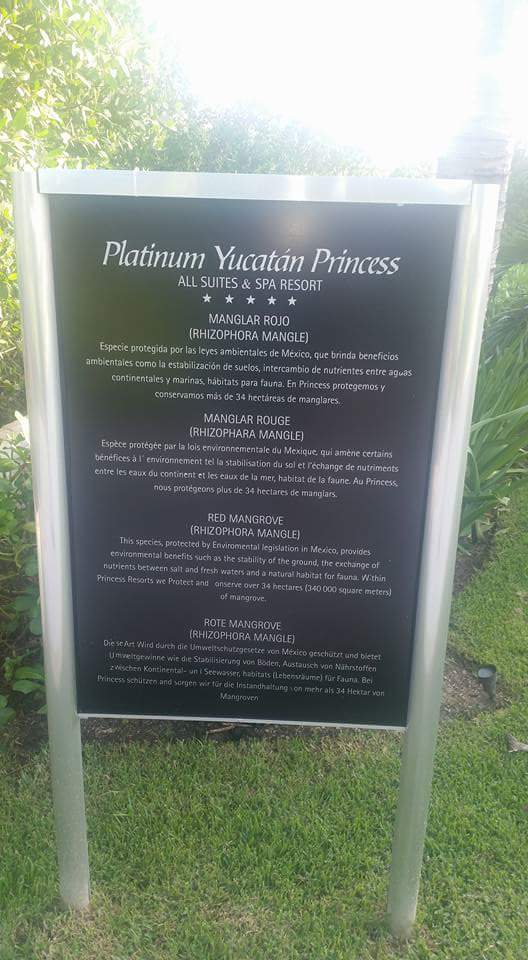 Platinum Yucatán Princess
ALL SUITES & SPA RESORT
★ ★ ★ ★ ★
MANGLAR ROJO
(RHIZOPHORA MANGLE)
Especie protegida por las leyes ambientales de México, que brinda beneficios
ambientales como la estabilización de suelos, intercambio de nutrientes entre aguas
continentales y marinas, hábitats para fauna. En Princess protegemos y
conservamos más de 34 hectáreas de manglares.
MANGLAR ROUGE
(RHIZOPHARA MANGLE)
Espèce protégée par la lois environnementale du Mexique, qui amène certains
bénéfices à l' environnement tel la stabilisation du sol et l'échange de nutriments
entre les eaux du continent et les eaux de la mer, habitat de la faune. Au Princess,
nous protégeons plus de 34 hectares de manglars.
RED MANGROVE
(RHIZOPHORA MANGLE)
This species, protected by Enviromental legislation in Mexico, provides
environmental benefits such as the stability of the ground, the exchange of
nutrients between salt and fresh waters and a natural habitat for fauna. Within
Princess Resorts we Protect and onserve over 34 hectares (340 000 square meters)
of mangrove.
ROTE MANGROVE
(RHIZOPHORA MANGLE)
Die se Art Wird durch die Umweltschutzgesetze von México geschützt und bietet
Umweltgewinne wie die Stabilisierung von Böden, Austausch von Nährstoffen
zwischen Kontinental- un l Seewasser, habitats (Lebensräume) für Fauna. Bei
Princess schützen and sorgen wir für die Instandhaltung on mehr als 34 Hektar von
Mangroven